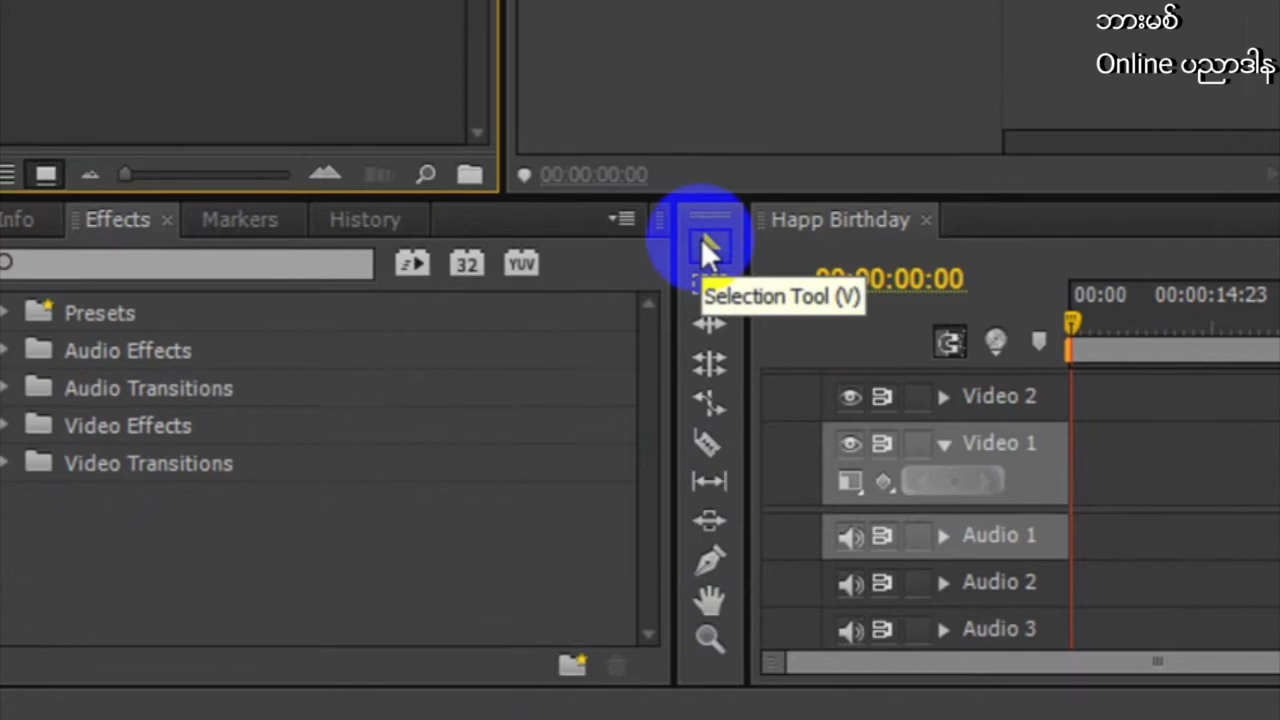 ဘားမစ်
Online ပညာဒါန
00:00:00:00
Info
Effects ×
Markers
History
Happ Birthday ×
32
YUV
00:00:00:00
Selection Tool (V)
00:00
00:00:14:23
Presets
Audio Effects
Audio Transitions
Video Effects
Video Transitions
Video 2
Video 1
Audio 1
Audio 2
Audio 3